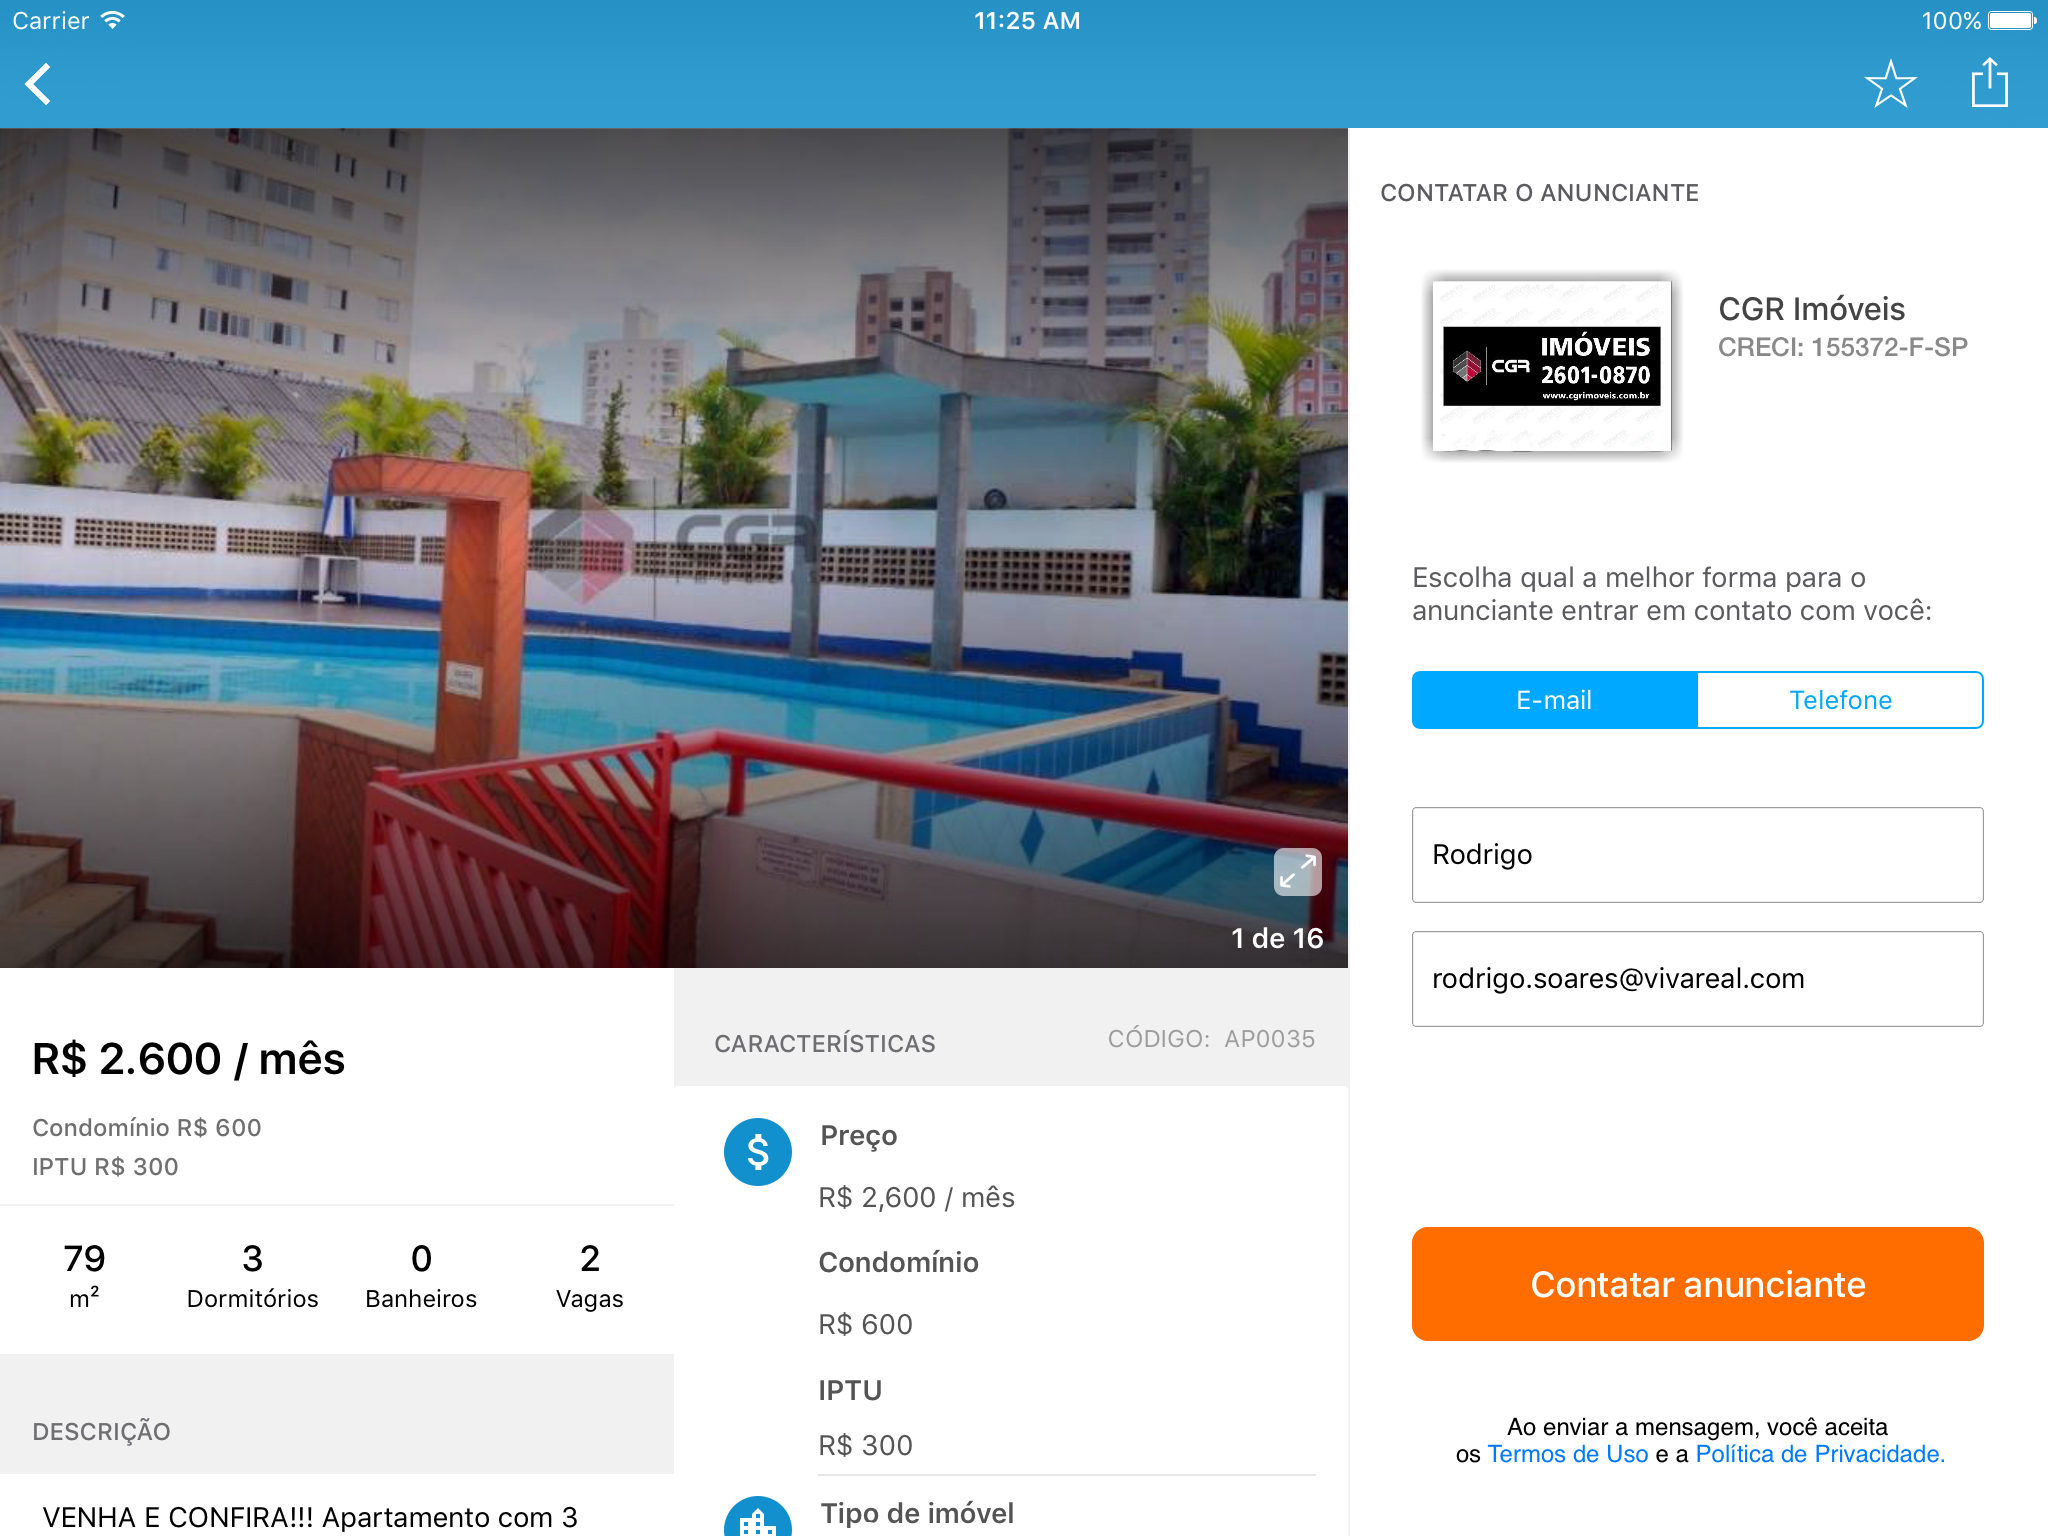 Carrier
11:25 AM
100%
CGR
1 de 16
R$ 2.600 / mês
Condomínio R$ 600
IPTU R$ 300
79
m²
3
Dormitórios
0
Banheiros
2
Vagas
DESCRIÇÃO
VENHA E CONFIRA!!! Apartamento com 3
CARACTERÍSTICAS
CÓDIGO: AP0035
Preço
R$ 2,600 / mês
Condomínio
R$ 600
IPTU
R$ 300
Tipo de imóvel
CONTATAR O ANUNCIANTE
CGR
IMÓVEIS
2601-0870
www.cgrimoveis.com.br
CGR Imóveis
CRECI: 155372-F-SP
Escolha qual a melhor forma para o
anunciante entrar em contato com você:
E-mail
Telefone
Rodrigo
rodrigo.soares@vivareal.com
Contatar anunciante
Ao enviar a mensagem, você aceita
os Termos de Uso e a Política de Privacidade.